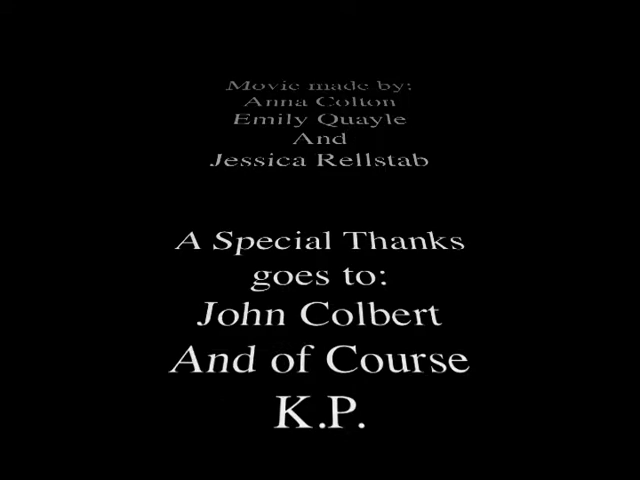 Movie made by:
Anna Colton
Emily Quayle
And
Jessica Rellstab
A Special Thanks
goes to:
John Colbert
And of Course
K.P.